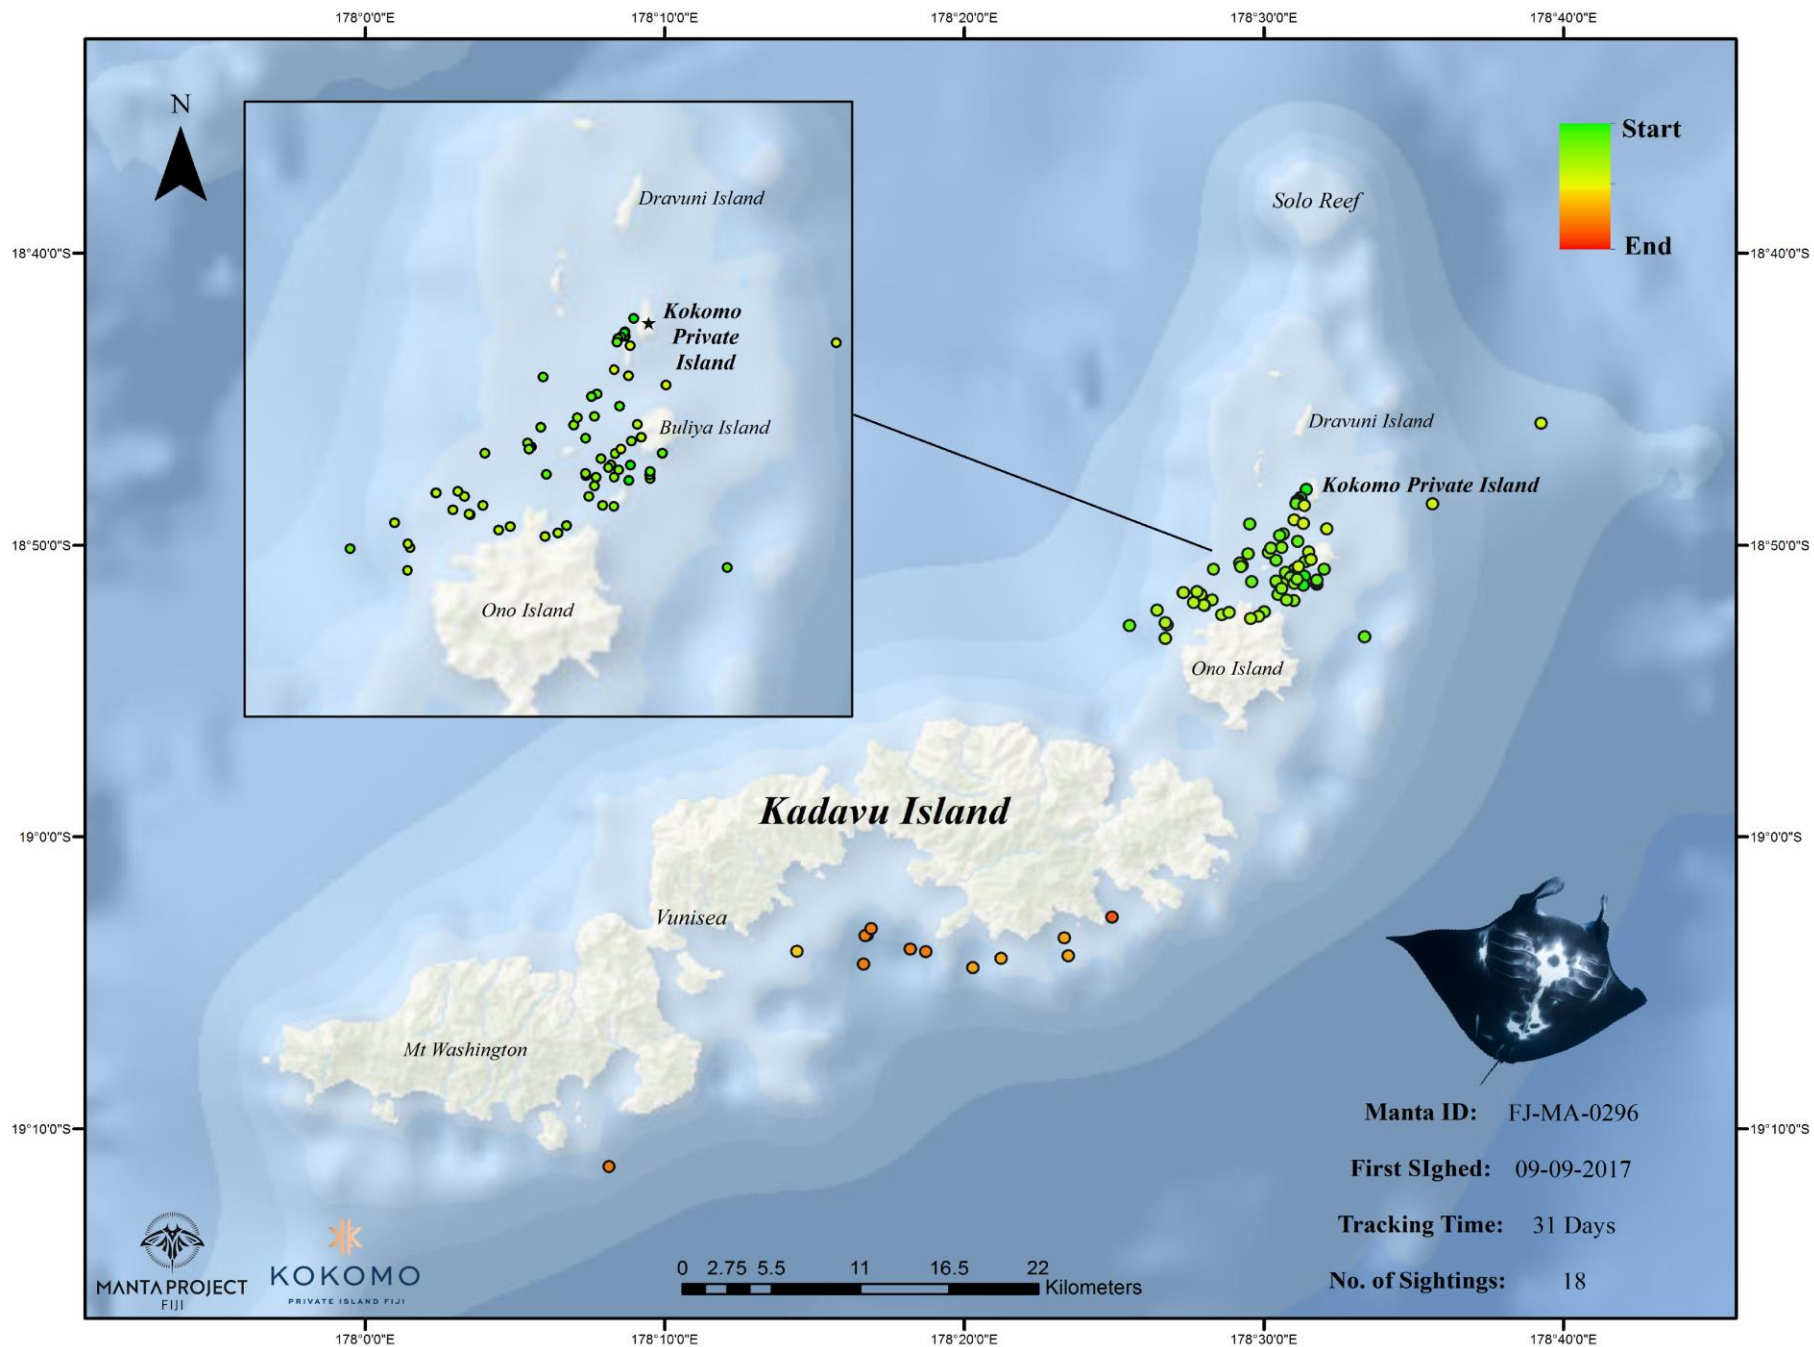 178°0'0"E
178°10'0"E
178°20'0"E
178°30'0"E
178°40'0"E
N
Start
End
Dravuni Island
Solo Reef
18°40'0"S
18°40'0"S
Kokomo
Private
Island
Buliya Island
Dravuni Island
Kokomo Private Island
18°50'0"S
18°50'0"S
Ono Island
Ono Island
Kadavu Island
19°0'0"S
19°0'0"S
Vunisea
Mt Washington
Manta ID: FJ-MA-0296
19°10'0"S
19°10'0"S
First SIghed: 09-09-2017
Tracking Time: 31 Days
No. of Sightings: 18
MANTA PROJECT
FIJI
KOKOMO
PRIVATE ISLAND FIJI
0 2.75 5.5 11 16.5 22
Kilometers
178°0'0"E
178°10'0"E
178°20'0"E
178°30'0"E
178°40'0"E